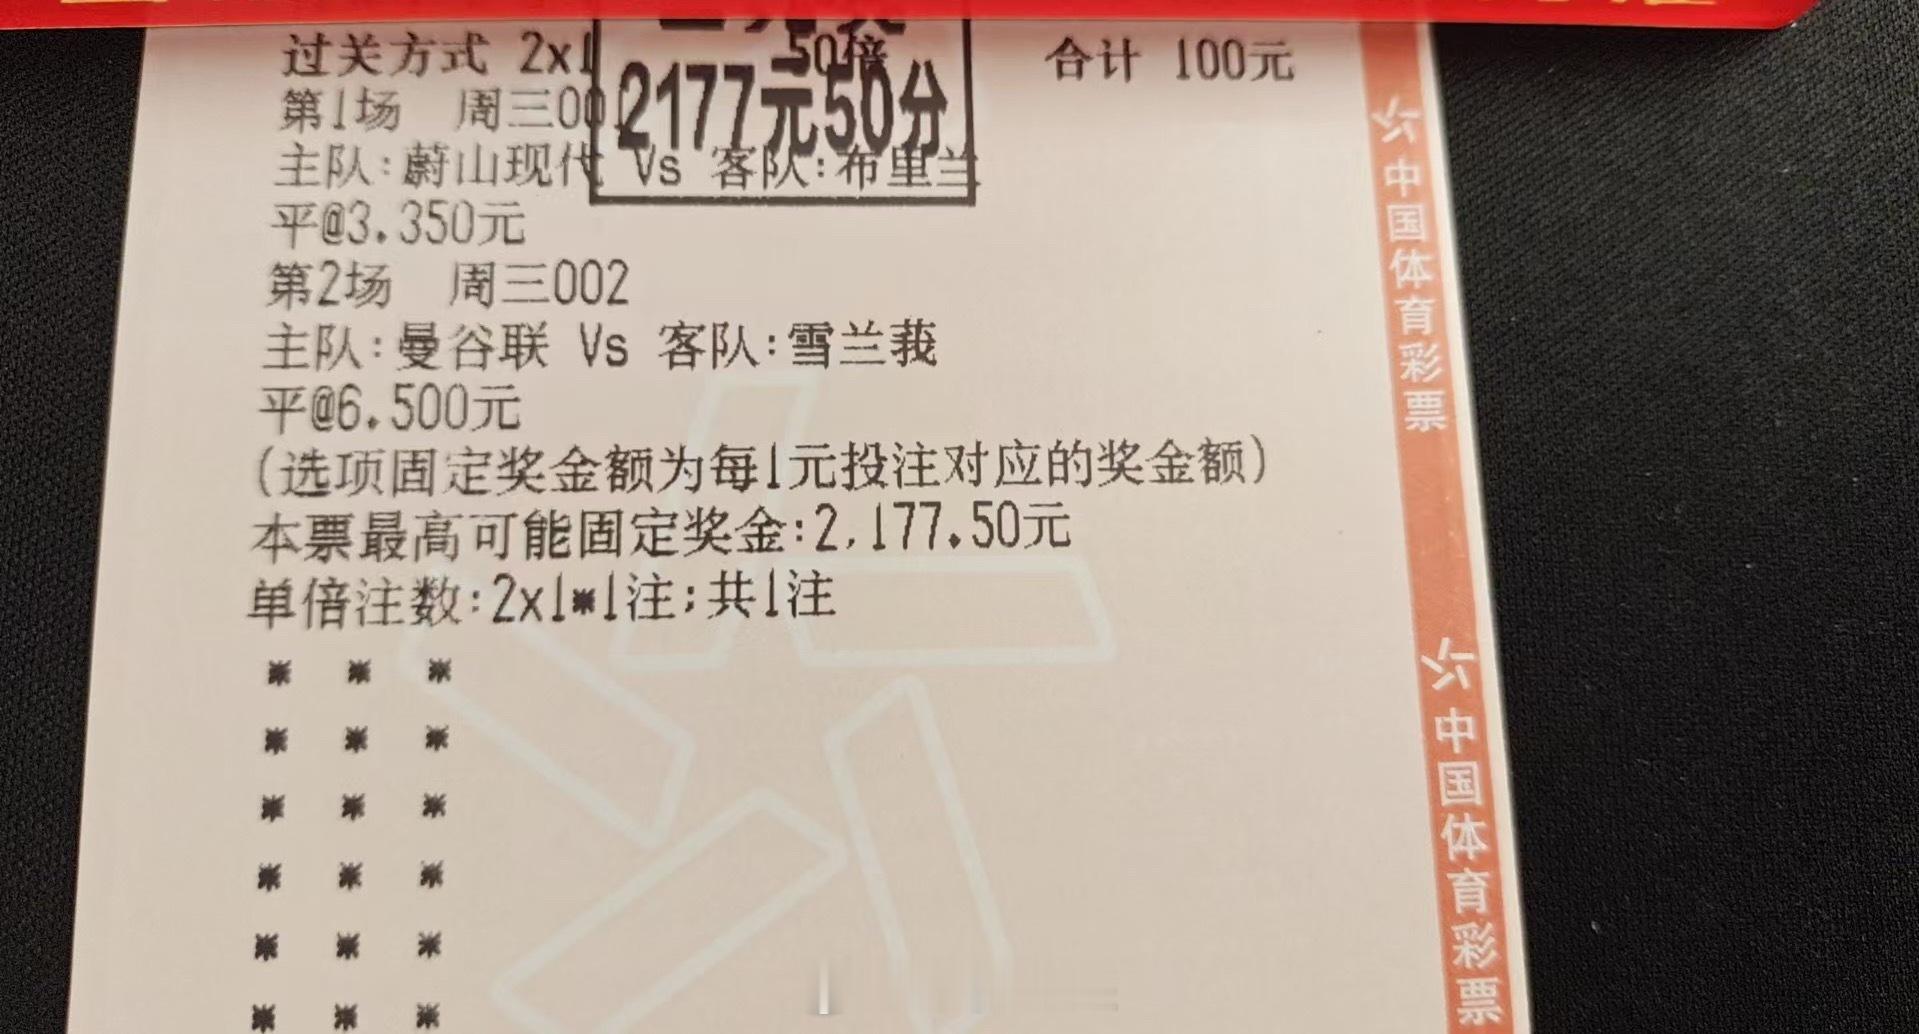 过关方式 2x1 50倍 合计 100元
2177元50分
第1场 周三001
主队:蔚山现代 Vs 客队:布里兰
平@3.350元
第2场 周三002
主队:曼谷联 Vs 客队:雪兰莪
平@6.500元
(选项固定奖金额为每1元投注对应的奖金额)
本票最高可能固定奖金:2,177.50元
单倍注数:2x1*1注;共1注
* * *
* * *
* * *
* * *
* * *
* * *
中国体育彩票
中国体育彩票